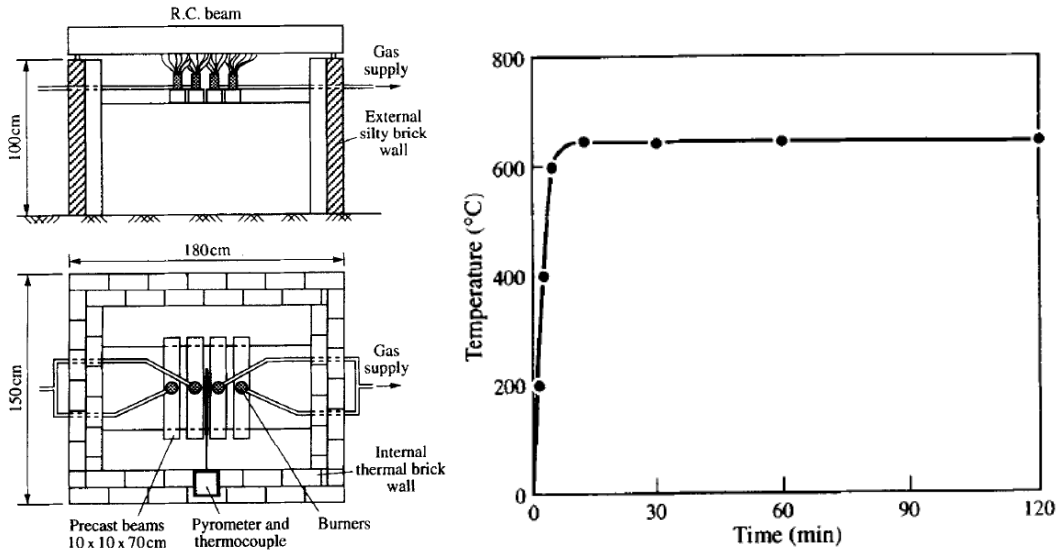 R.C. beam
Gas
supply
External
silty brick
wall
100cm
180cm
150cm
Gas
supply
Internal
thermal brick
wall
Precast beams
10 x 10 x 70cm
Pyrometer and
thermocouple
Burners
800
600
400
200
0
Temperature (°C)
0
30
60
90
120
Time (min)